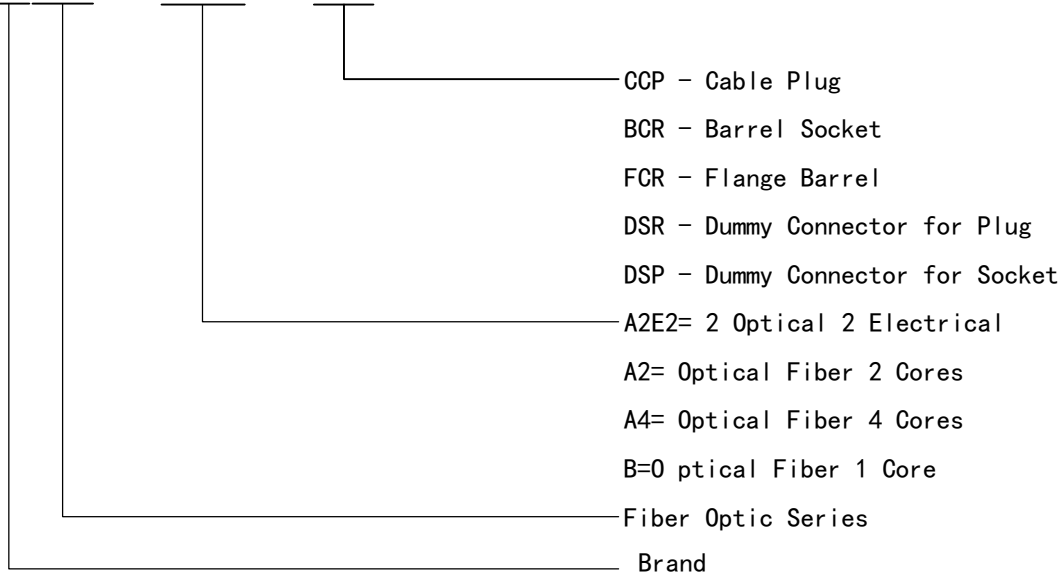 CCP - Cable Plug
BCR - Barrel Socket
FCR - Flange Barrel
DSR - Dummy Connector for Plug
DSP - Dummy Connector for Socket
A2E2= 2 Optical 2 Electrical
A2= Optical Fiber 2 Cores
A4= Optical Fiber 4 Cores
B=O ptical Fiber 1 Core
Fiber Optic Series
Brand